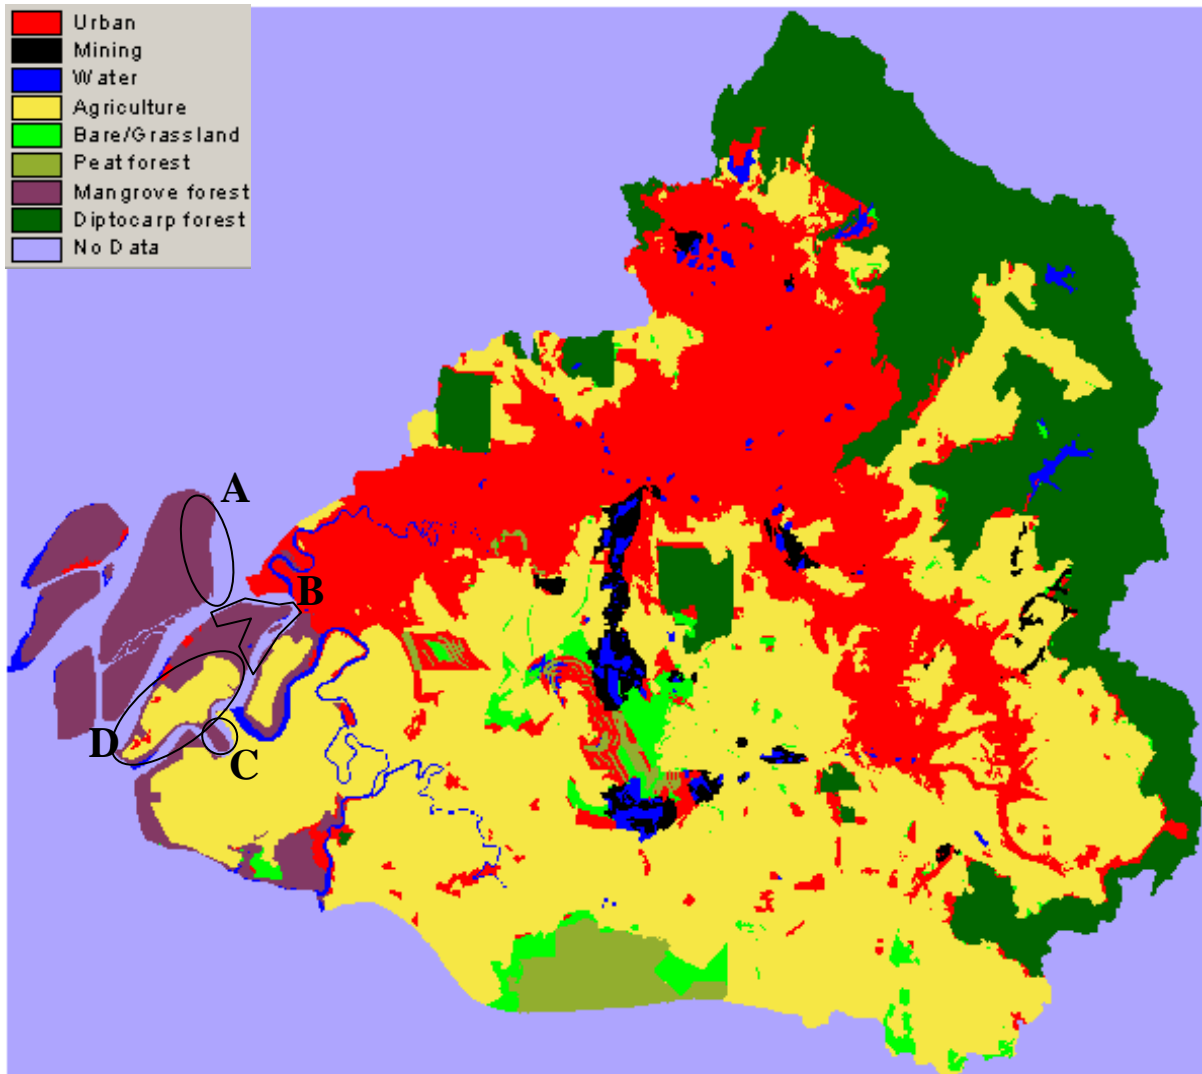 Urban
Mining
Water
Agriculture
Bare/Grassland
Peat forest
Mangrove forest
Diptocarp forest
No Data
A
B
D
C